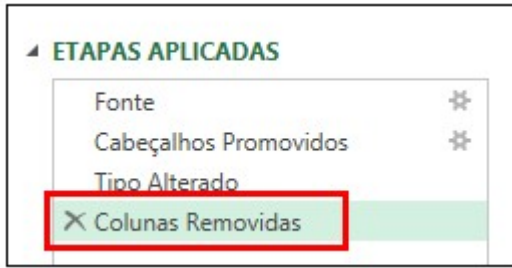 ETAPAS APLICADAS
Fonte
Cabeçalhos Promovidos
Tipo Alterado
Colunas Removidas